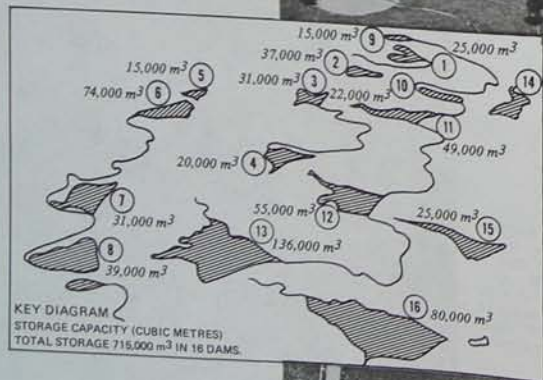 9
15,000 m³
25,000 m³
37,000 m³
2
1
15,000 m³
5
31,000 m³
3
10
14
74,000 m³
6
22,000 m³
11
49,000 m³
20,000 m³
4
7
31,000 m³
55,000 m³
12
25,000 m³
15
13
136,000 m³
8
39,000 m³
16
80,000 m³
KEY DIAGRAM
STORAGE CAPACITY (CUBIC METRES)
TOTAL STORAGE 715,000 m³ IN 16 DAMS.